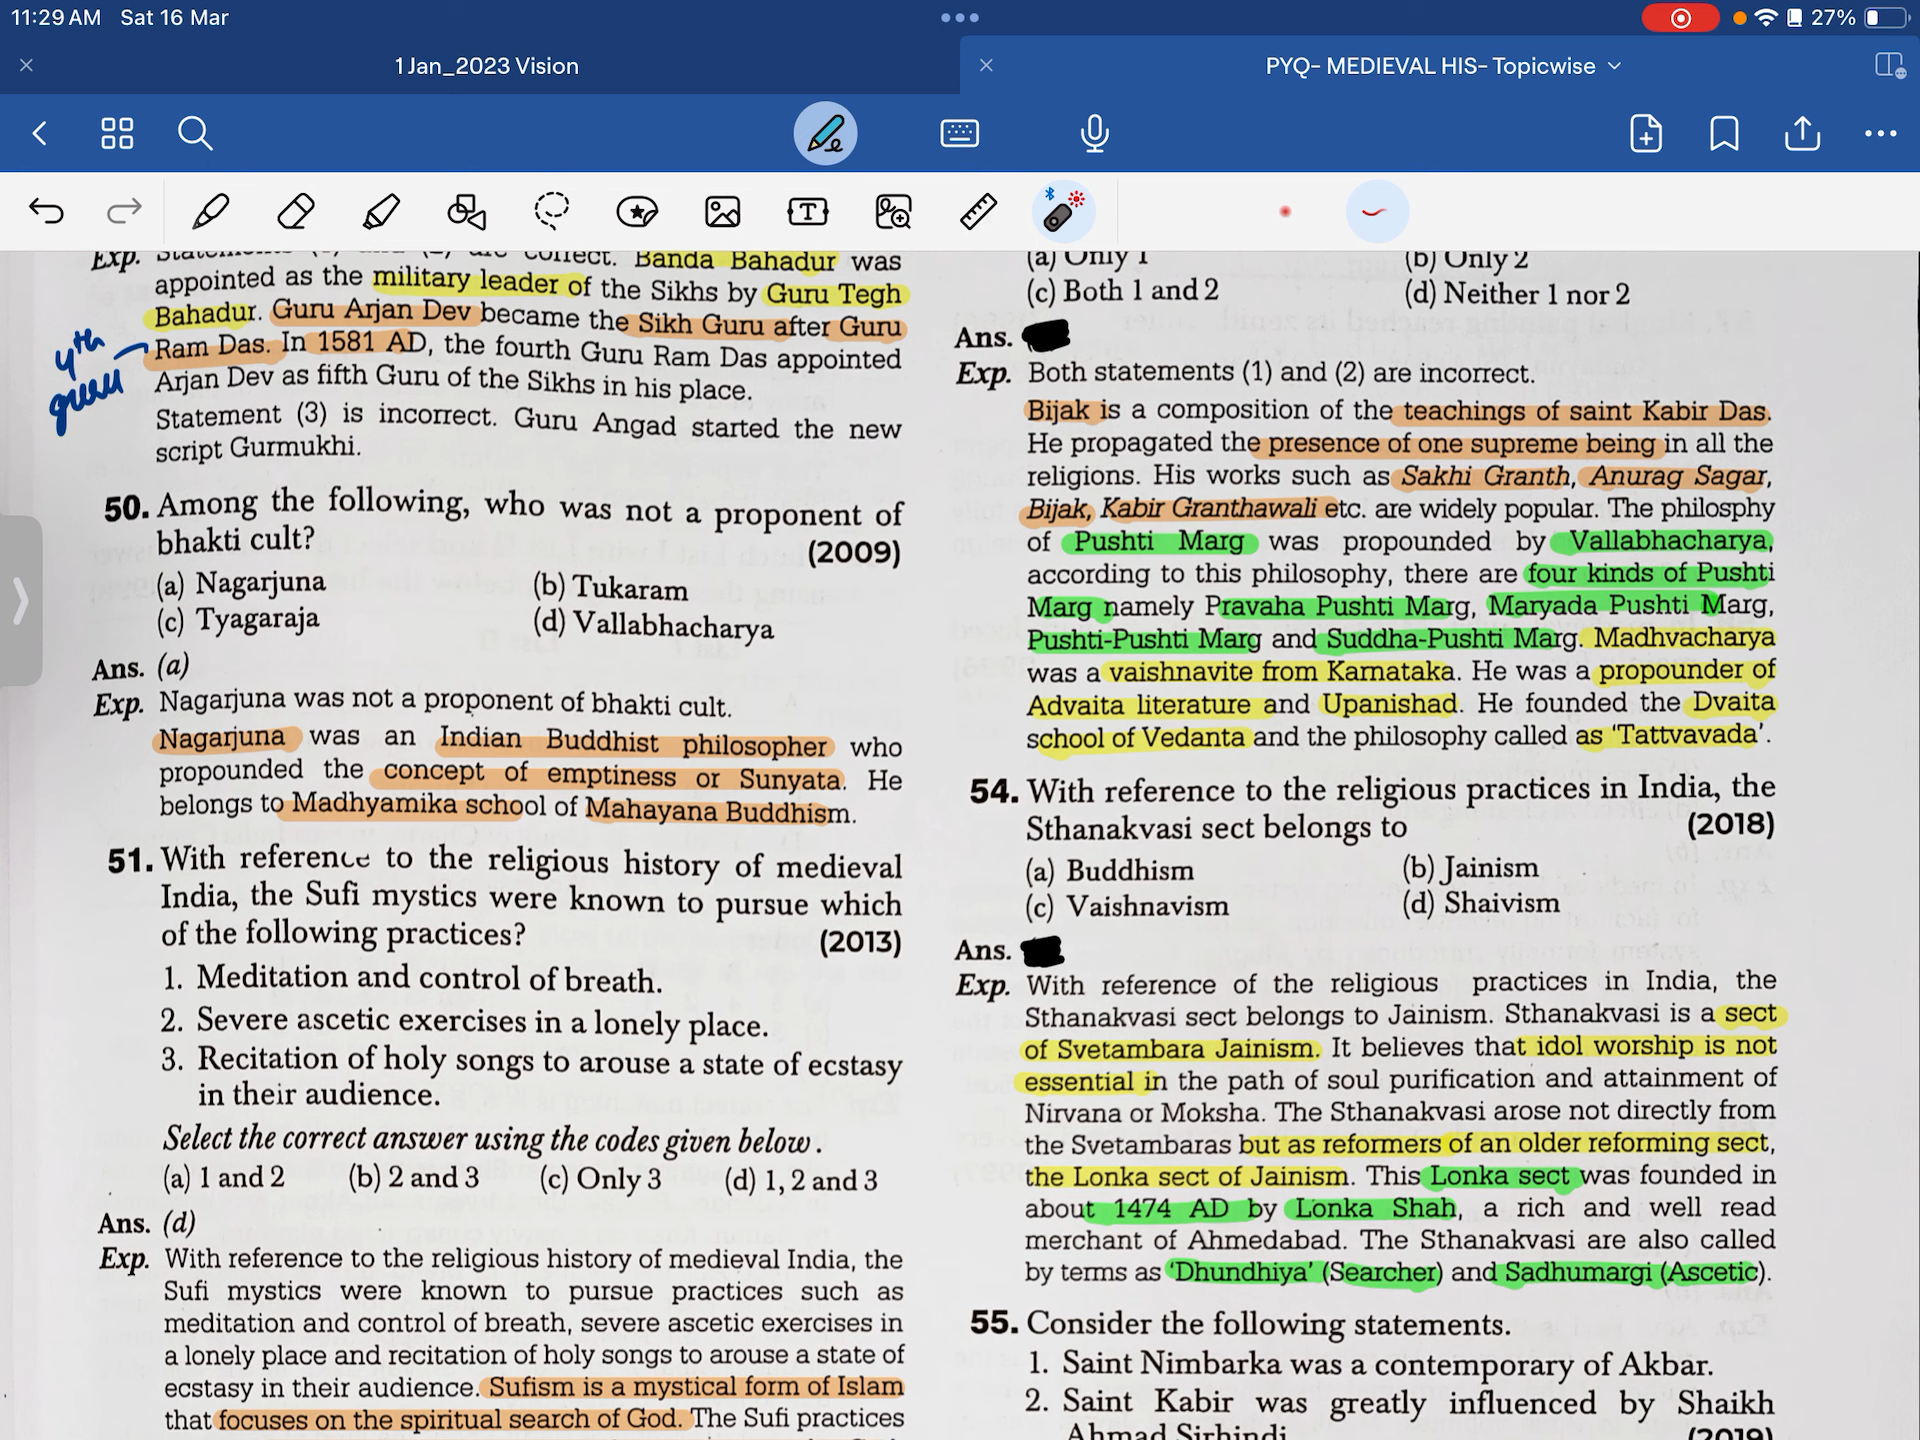 11:29 AM Sat 16 Mar
27%
1 Jan_2023 Vision
PYQ- MEDIEVAL HIS- Topicwise
Exp. Statements (1) and (2) are correct. Banda Bahadur was
appointed as the military leader of the Sikhs by Guru Tegh
Bahadur. Guru Arjan Dev became the Sikh Guru after Guru
Ram Das. In 1581 AD, the fourth Guru Ram Das appointed
Arjan Dev as fifth Guru of the Sikhs in his place.
Statement (3) is incorrect. Guru Angad started the new
script Gurmukhi.
4th
guru
50. Among the following, who was not a proponent of
bhakti cult? (2009)
(a) Nagarjuna (b) Tukaram
(c) Tyagaraja (d) Vallabhacharya
Ans. (a)
Exp. Nagarjuna was not a proponent of bhakti cult.
Nagarjuna was an Indian Buddhist philosopher who
propounded the concept of emptiness or Sunyata. He
belongs to Madhyamika school of Mahayana Buddhism.
51. With reference to the religious history of medieval
India, the Sufi mystics were known to pursue which
of the following practices? (2013)
1. Meditation and control of breath.
2. Severe ascetic exercises in a lonely place.
3. Recitation of holy songs to arouse a state of ecstasy
in their audience.
Select the correct answer using the codes given below.
(a) 1 and 2 (b) 2 and 3 (c) Only 3 (d) 1, 2 and 3
Ans. (d)
Exp. With reference to the religious history of medieval India, the
Sufi mystics were known to pursue practices such as
meditation and control of breath, severe ascetic exercises in
a lonely place and recitation of holy songs to arouse a state of
ecstasy in their audience. Sufism is a mystical form of Islam
that focuses on the spiritual search of God. The Sufi practices
(a) Only 1 (b) Only 2
(c) Both 1 and 2 (d) Neither 1 nor 2
Ans.
Exp. Both statements (1) and (2) are incorrect.
Bijak is a composition of the teachings of saint Kabir Das.
He propagated the presence of one supreme being in all the
religions. His works such as Sakhi Granth, Anurag Sagar,
Bijak, Kabir Granthawali etc. are widely popular. The philosphy
of Pushti Marg was propounded by Vallabhacharya,
according to this philosophy, there are four kinds of Pushti
Marg namely Pravaha Pushti Marg, Maryada Pushti Marg,
Pushti-Pushti Marg and Suddha-Pushti Marg. Madhvacharya
was a vaishnavite from Karnataka. He was a propounder of
Advaita literature and Upanishad. He founded the Dvaita
school of Vedanta and the philosophy called as 'Tattvavada'.
54. With reference to the religious practices in India, the
Sthanakvasi sect belongs to (2018)
(a) Buddhism (b) Jainism
(c) Vaishnavism (d) Shaivism
Ans.
Exp. With reference of the religious practices in India, the
Sthanakvasi sect belongs to Jainism. Sthanakvasi is a sect
of Svetambara Jainism. It believes that idol worship is not
essential in the path of soul purification and attainment of
Nirvana or Moksha. The Sthanakvasi arose not directly from
the Svetambaras but as reformers of an older reforming sect,
the Lonka sect of Jainism. This Lonka sect was founded in
about 1474 AD by Lonka Shah, a rich and well read
merchant of Ahmedabad. The Sthanakvasi are also called
by terms as 'Dhundhiya' (Searcher) and Sadhumargi (Ascetic).
55. Consider the following statements.
1. Saint Nimbarka was a contemporary of Akbar.
2. Saint Kabir was greatly influenced by Shaikh
Ahmad Sirhindi. (2019)